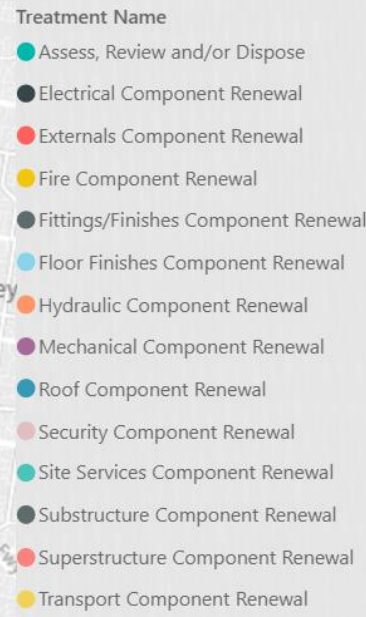 Treatment Name
Assess, Review and/or Dispose
Electrical Component Renewal
Externals Component Renewal
Fire Component Renewal
Fittings/Finishes Component Renewal
Floor Finishes Component Renewal
ey
Hydraulic Component Renewal
Mechanical Component Renewal
Roof Component Renewal
Security Component Renewal
Site Services Component Renewal
Substructure Component Renewal
Fwy
Superstructure Component Renewal
Transport Component Renewal